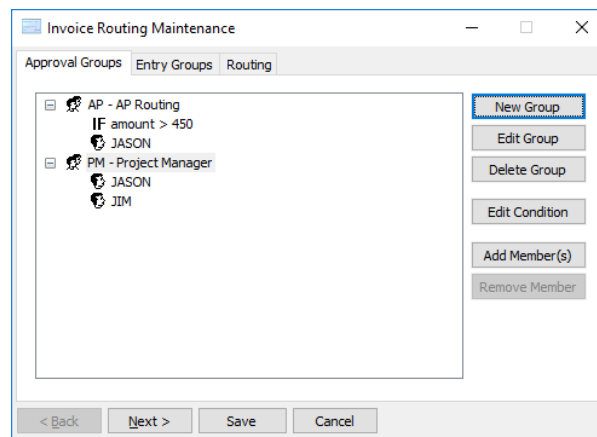 Invoice Routing Maintenance
Approval Groups Entry Groups Routing
AP - AP Routing
IF amount > 450
JASON
PM - Project Manager
JASON
JIM
New Group
Edit Group
Delete Group
Edit Condition
Add Member(s)
Remove Member
< Back Next > Save Cancel